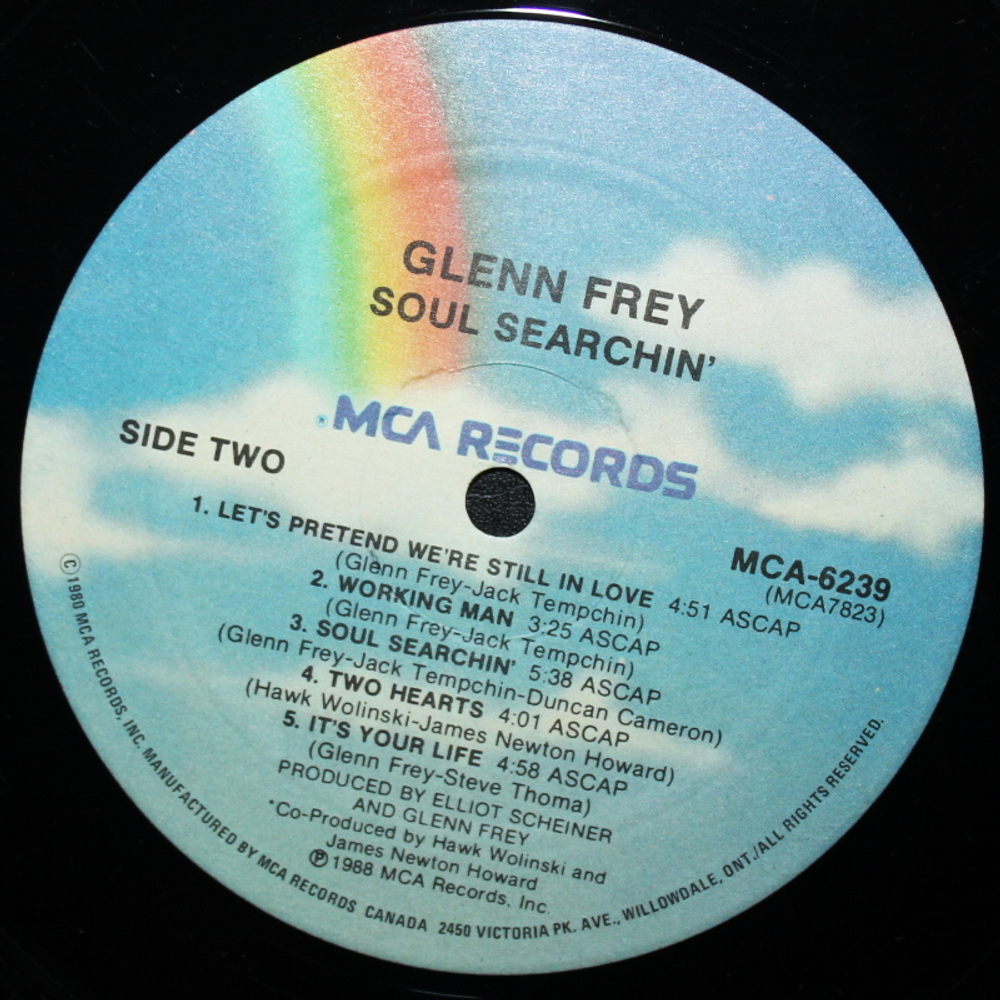 GLENN FREY
SOUL SEARCHIN'
MCA RECORDS
SIDE TWO
MCA-6239
(MCA7823)
1. LET'S PRETEND WE'RE STILL IN LOVE 4:51 ASCAP
(Glenn Frey-Jack Tempchin)
2. WORKING MAN 3:25 ASCAP
(Glenn Frey-Jack Tempchin)
3. SOUL SEARCHIN' 5:38 ASCAP
(Glenn Frey-Jack Tempchin-Duncan Cameron)
4. TWO HEARTS 4:01 ASCAP
(Hawk Wolinski-James Newton Howard)
5. IT'S YOUR LIFE 4:58 ASCAP
(Glenn Frey-Steve Thoma)
PRODUCED BY ELLIOT SCHEINER
AND GLENN FREY
*Co-Produced by Hawk Wolinski and
James Newton Howard
℗ 1988 MCA Records, Inc.
© 1980 MCA RECORDS, INC. MANUFACTURED BY MCA RECORDS CANADA 2450 VICTORIA PK. AVE., WILLOWDALE, ONT./ALL RIGHTS RESERVED.